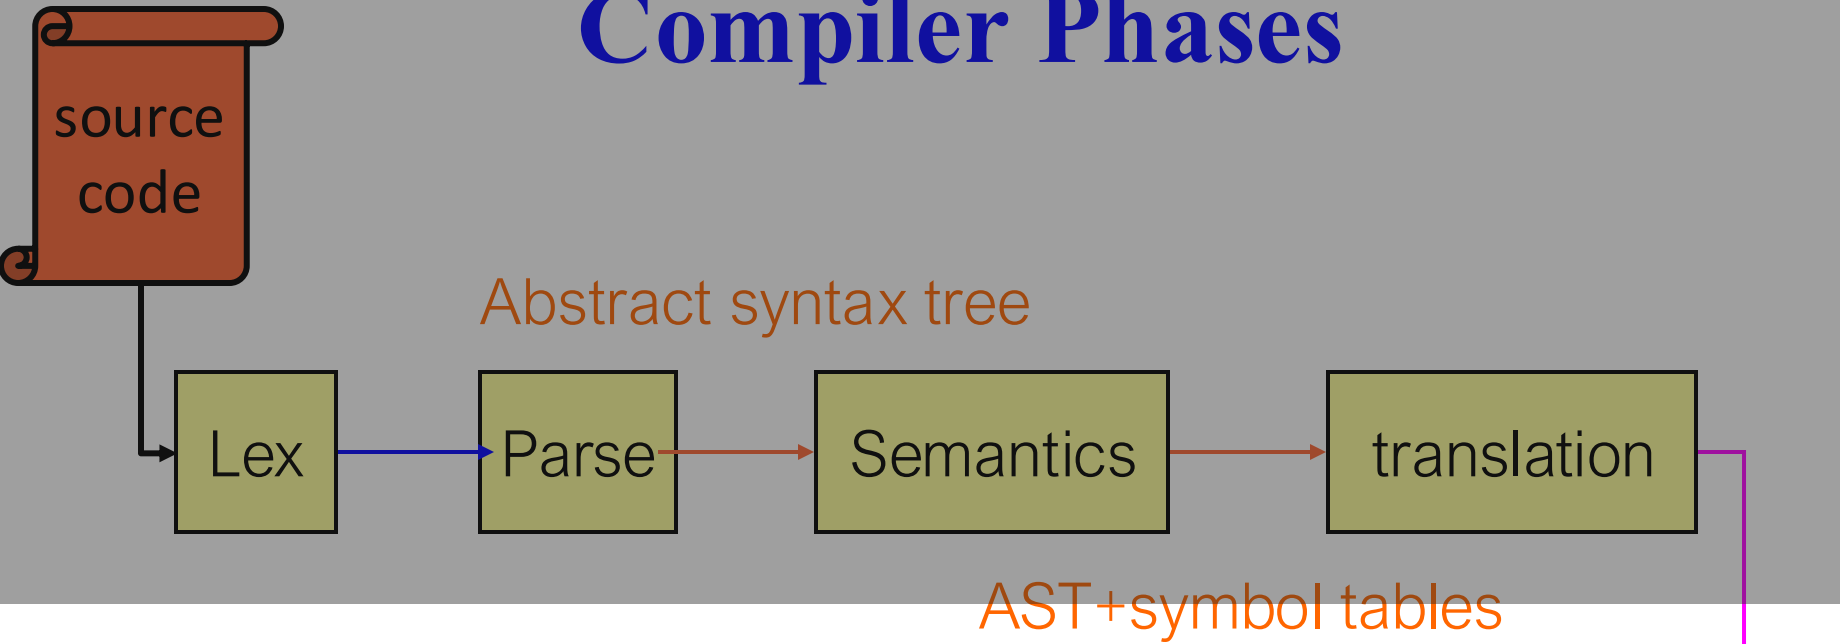 Compiler Phases
source
code
Abstract syntax tree
Lex
Parse
Semantics
translation
AST+symbol tables